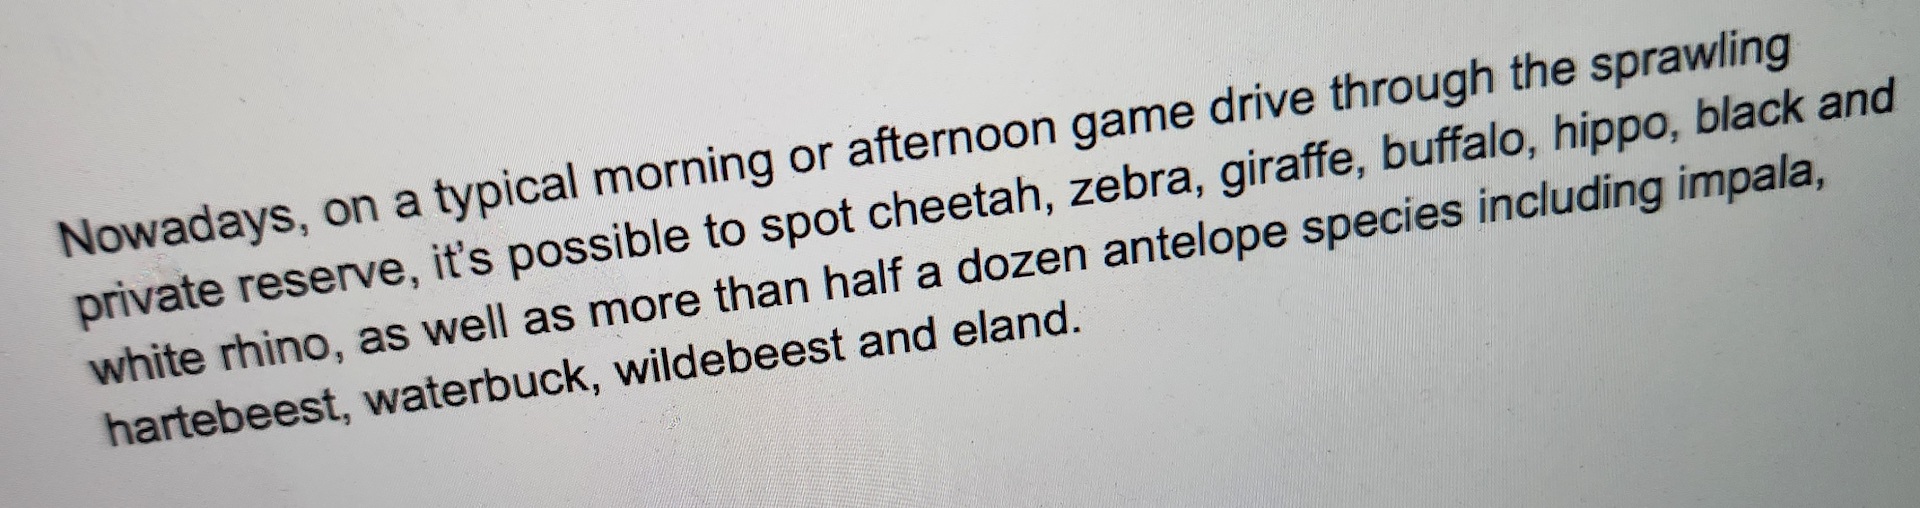 Nowadays, on a typical morning or afternoon game drive through the sprawling
private reserve, it's possible to spot cheetah, zebra, giraffe, buffalo, hippo, black and
white rhino, as well as more than half a dozen antelope species including impala,
hartebeest, waterbuck, wildebeest and eland.